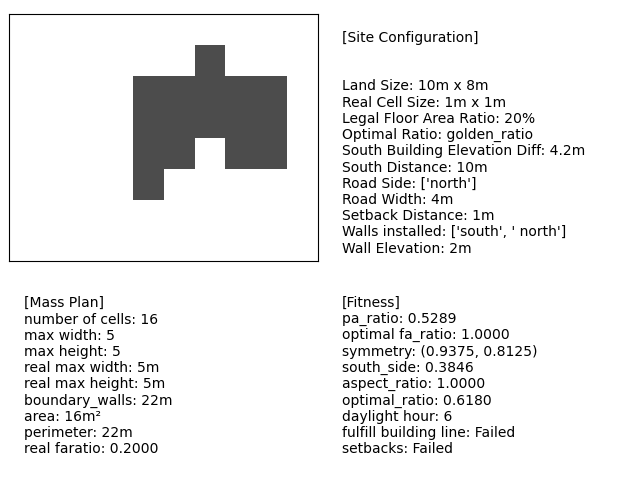 [Site Configuration]
Land Size: 10m x 8m
Real Cell Size: 1m x 1m
Legal Floor Area Ratio: 20%
Optimal Ratio: golden_ratio
South Building Elevation Diff: 4.2m
South Distance: 10m
Road Side: ['north']
Road Width: 4m
Setback Distance: 1m
Walls installed: ['south', ' north']
Wall Elevation: 2m
[Mass Plan]
number of cells: 16
max width: 5
max height: 5
real max width: 5m
real max height: 5m
boundary_walls: 22m
area: 16m²
perimeter: 22m
real faratio: 0.2000
[Fitness]
pa_ratio: 0.5289
optimal fa_ratio: 1.0000
symmetry: (0.9375, 0.8125)
south_side: 0.3846
aspect_ratio: 1.0000
optimal_ratio: 0.6180
daylight hour: 6
fulfill building line: Failed
setbacks: Failed